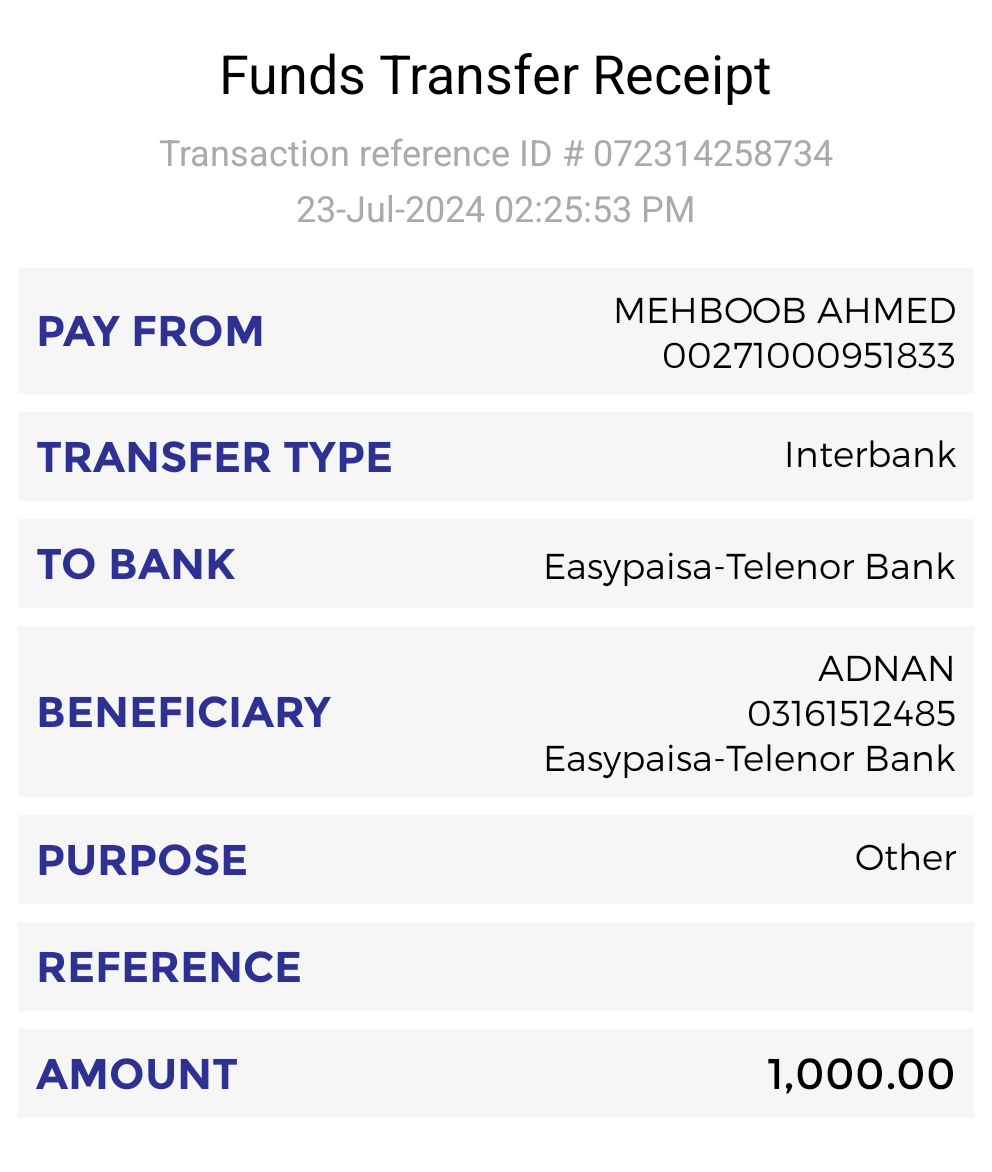 Funds Transfer Receipt
Transaction reference ID # 072314258734
23-Jul-2024 02:25:53 PM
PAY FROM
MEHBOOB AHMED
00271000951833
TRANSFER TYPE
Interbank
TO BANK
Easypaisa-Telenor Bank
BENEFICIARY
ADNAN
03161512485
Easypaisa-Telenor Bank
PURPOSE
Other
REFERENCE
AMOUNT
1,000.00